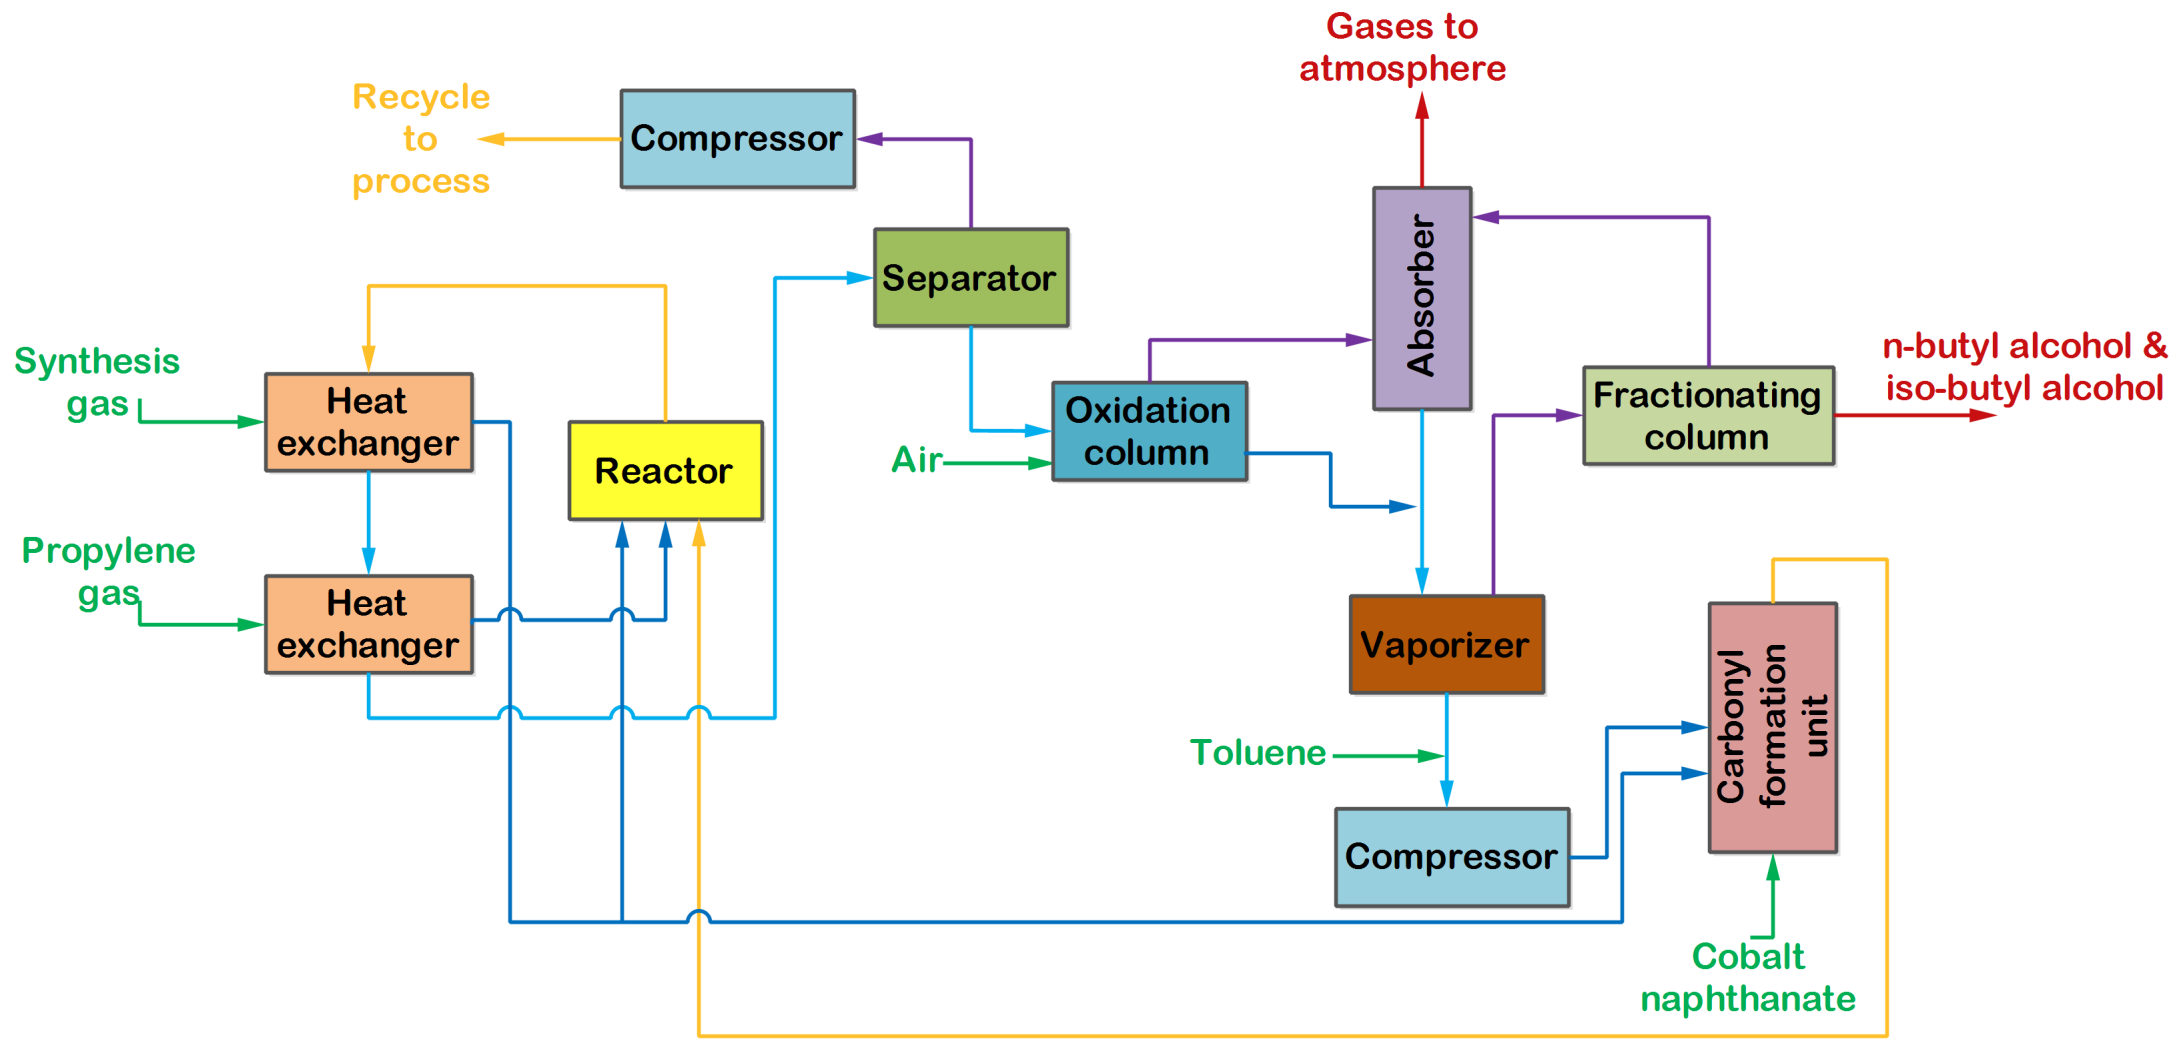 Gases to
atmosphere
Recycle
to
process
Compressor
Separator
Absorber
Synthesis
gas
Heat
exchanger
Reactor
Oxidation
column
Air
Fractionating
column
n-butyl alcohol &
iso-butyl alcohol
Propylene
gas
Heat
exchanger
Vaporizer
Toluene
Compressor
Carbonyl
formation
unit
Cobalt
naphthanate